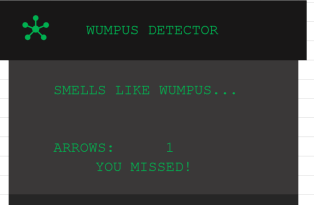 WUMPUS DETECTOR
SMELLS LIKE WUMPUS...
ARROWS: 1
YOU MISSED!